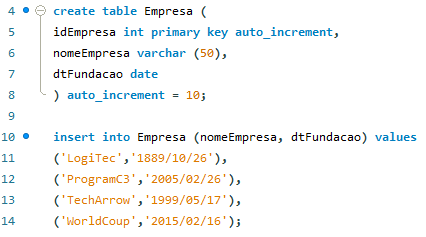 4 create table Empresa (
5 idEmpresa int primary key auto_increment,
6 nomeEmpresa varchar (50),
7 dtFundacao date
8 ) auto_increment = 10;
9
10 insert into Empresa (nomeEmpresa, dtFundacao) values
11 ('LogiTec','1889/10/26'),
12 ('ProgramC3','2005/02/26'),
13 ('TechArrow','1999/05/17'),
14 ('WorldCoup','2015/02/16');